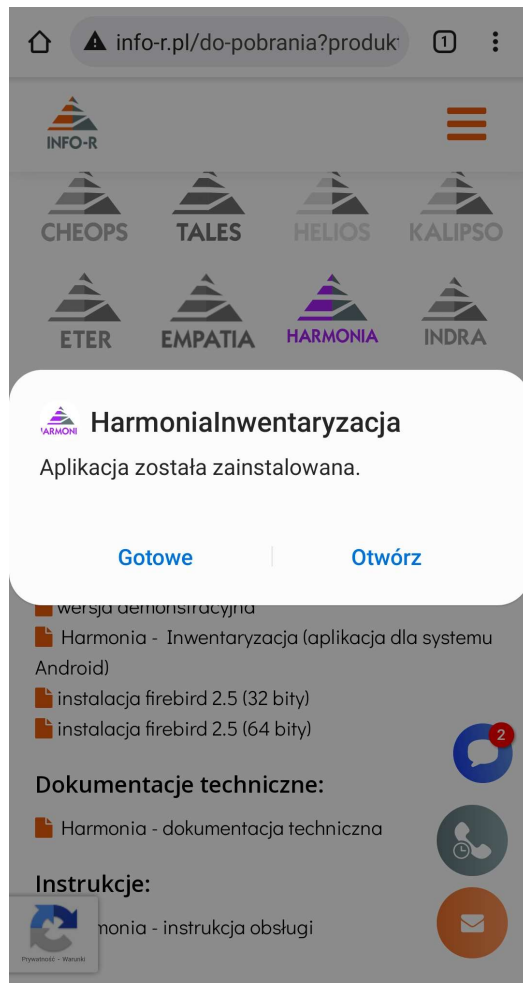 info-r.pl/do-pobrania?produkt
1
INFO-R
CHEOPS TALES HELIOS KALIPSO
ETER EMPATIA HARMONIA INDRA
HarmoniaInwentaryzacja
Aplikacja została zainstalowana.
Gotowe Otwórz
wersja demonstracyjna
Harmonia - Inwentaryzacja (aplikacja dla systemu
Android)
instalacja firebird 2.5 (32 bity)
instalacja firebird 2.5 (64 bity)
2
Dokumentacje techniczne:
Harmonia - dokumentacja techniczna
Instrukcje:
monia - instrukcja obsługi
Prywatność - Warunki